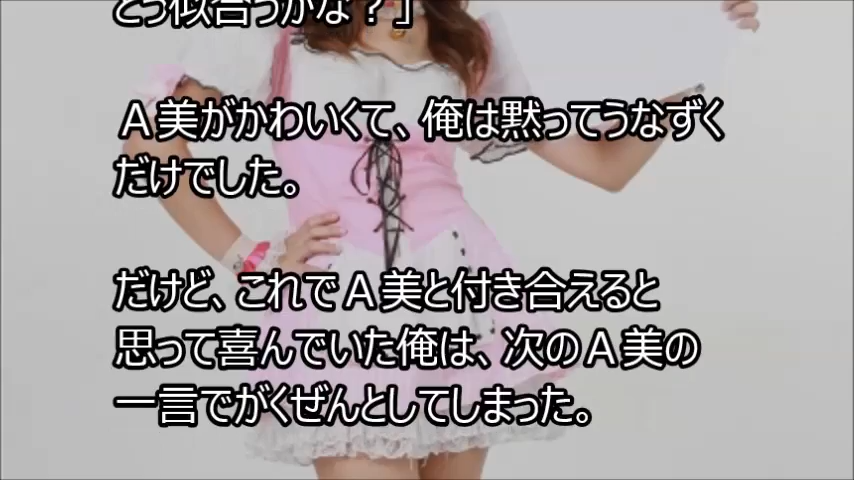 どう似合うかな？」
Ａ美がかわいくて、俺は黙ってうなずく
だけでした。
だけど、これでＡ美と付き合えると
思って喜んでいた俺は、次のＡ美の
一言でがくぜんとしてしまった。